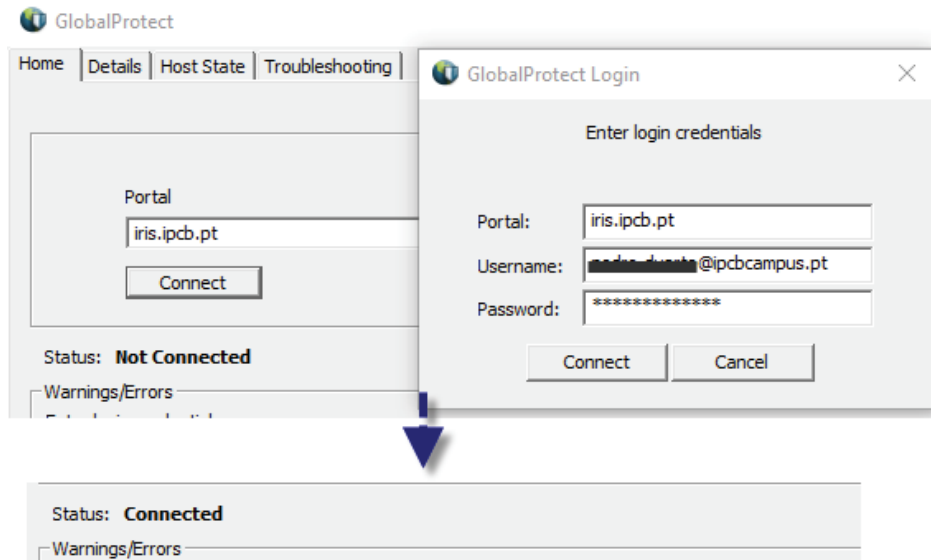 GlobalProtect
Home Details Host State Troubleshooting
Portal
iris.ipcb.pt
Connect
Status: Not Connected
Warnings/Errors
GlobalProtect Login
Enter login credentials
Portal: iris.ipcb.pt
Username: @ipcbcampus.pt
Password: *************
Connect Cancel
Status: Connected
Warnings/Errors